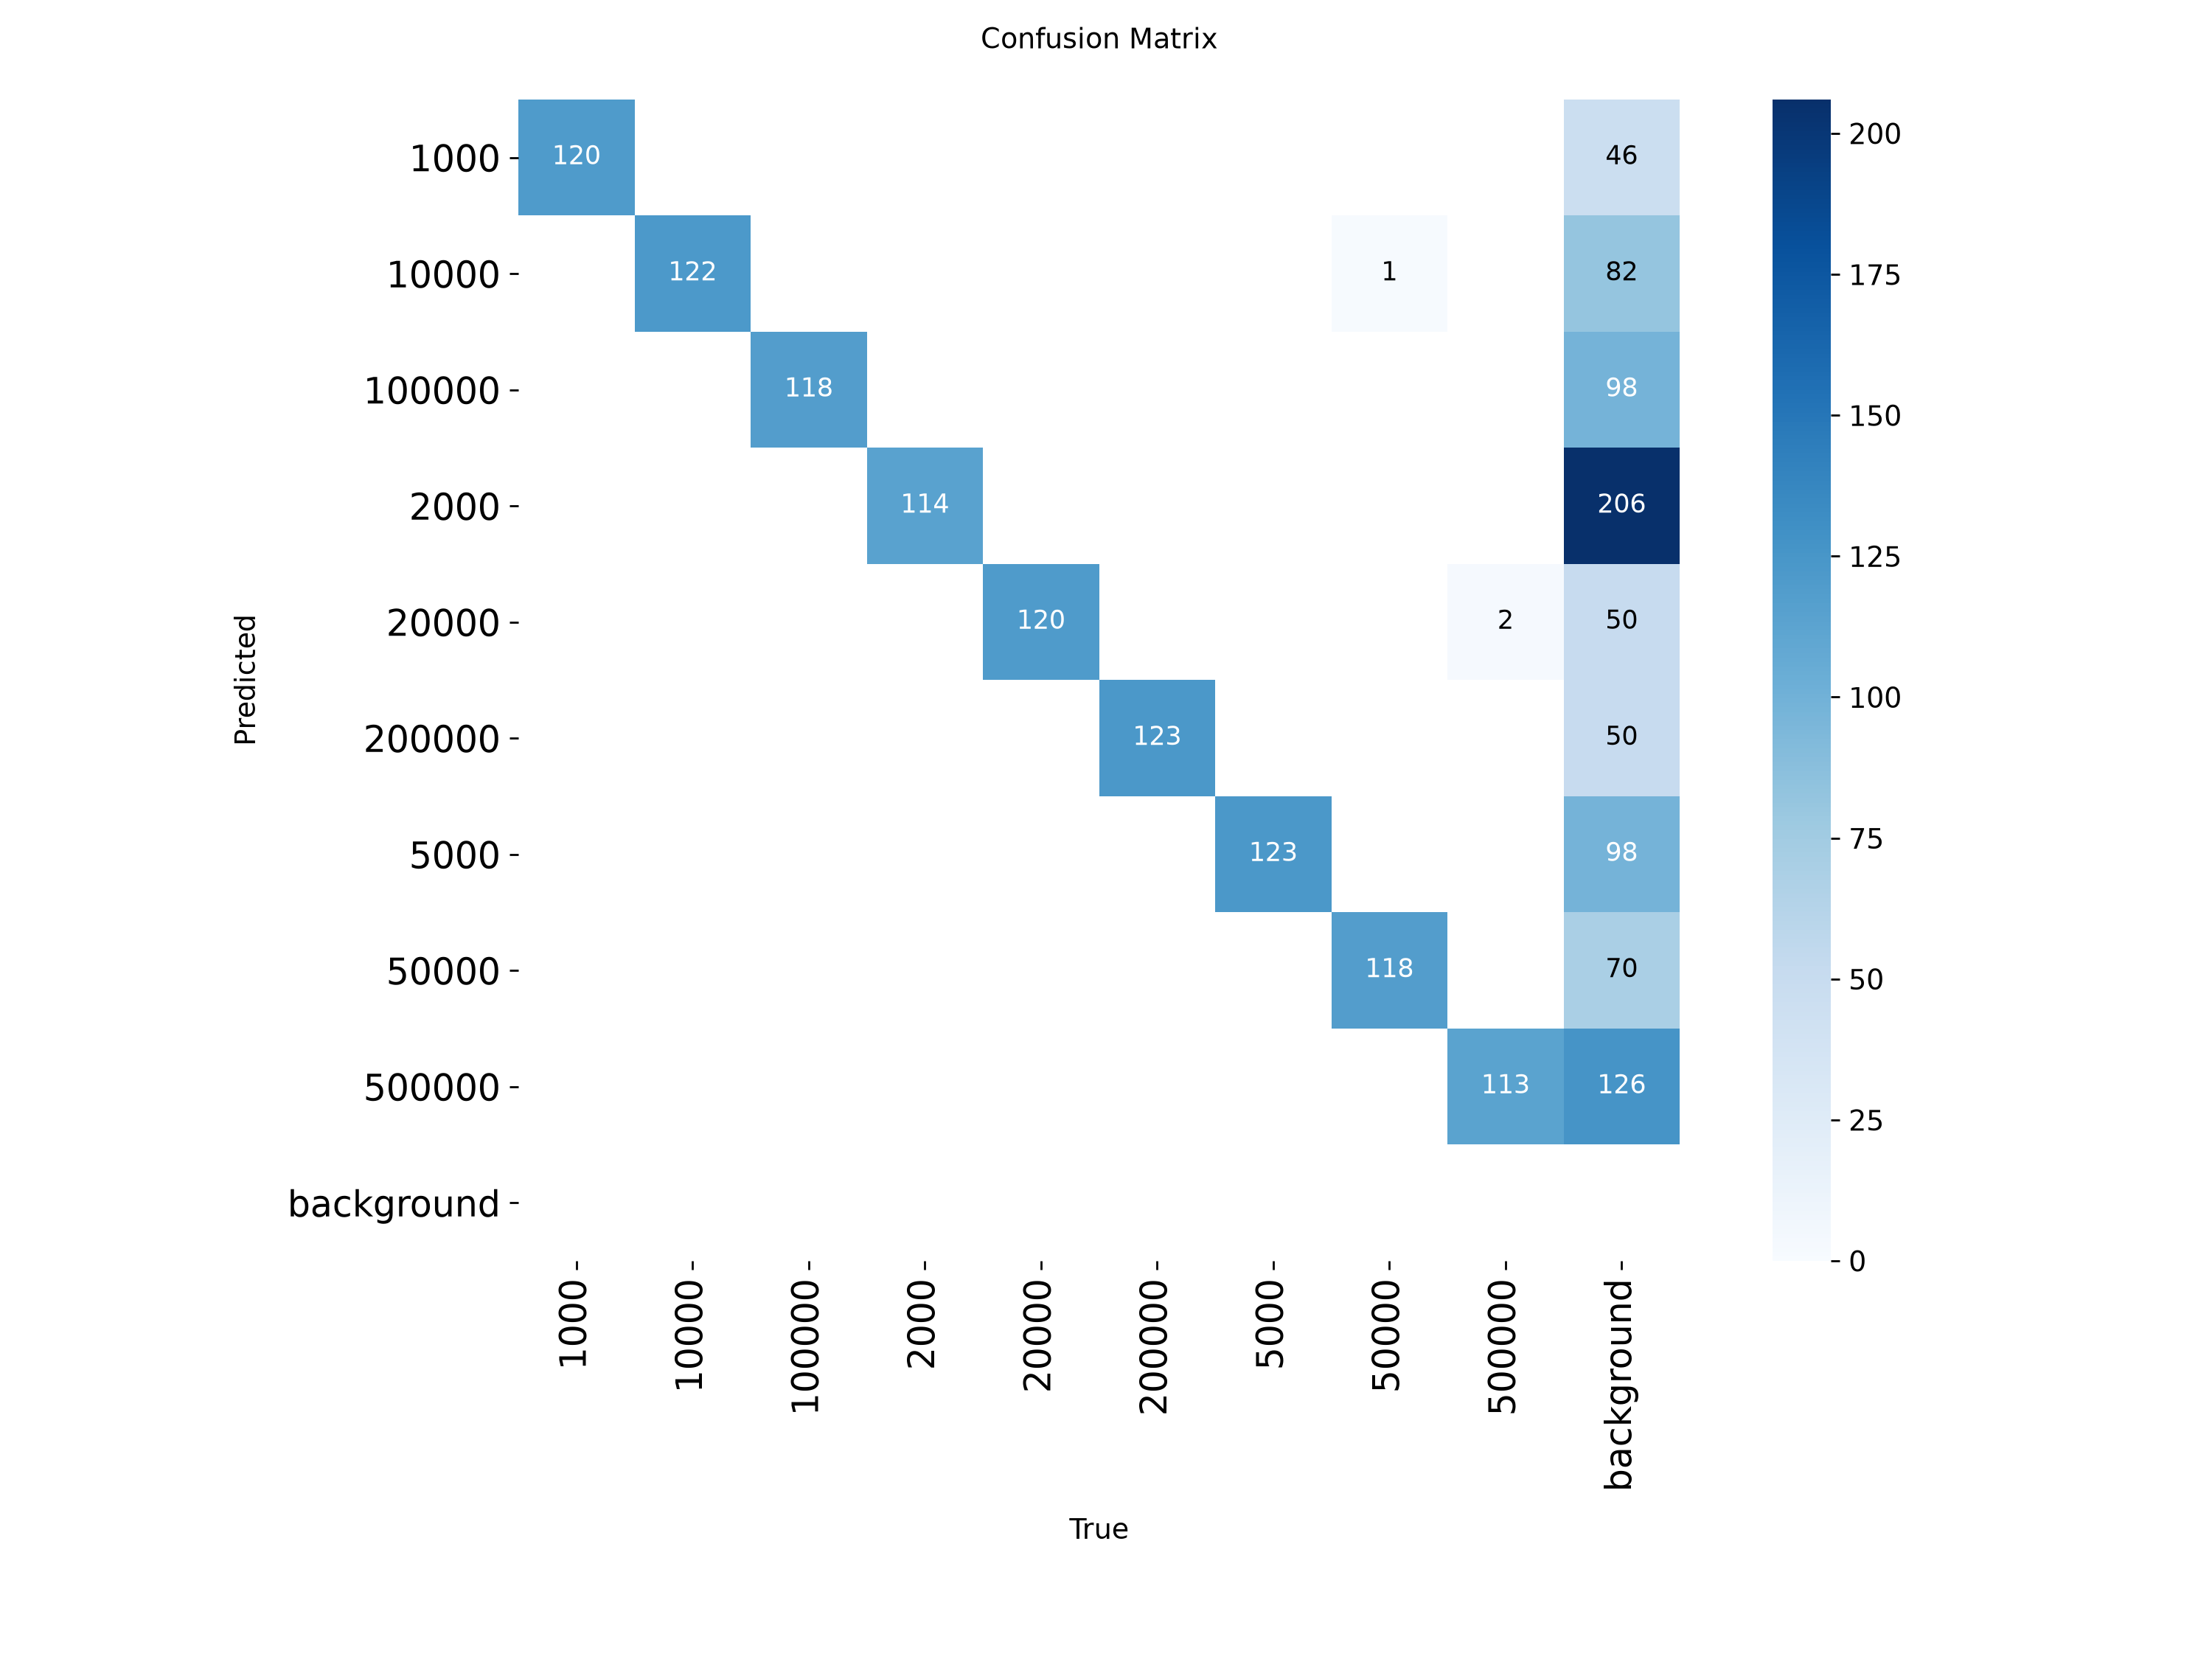 Confusion Matrix
1000 120 46 200
10000 122 1 82 175
100000 118 98 150
2000 114 206 125
20000 120 2 50 100
200000 123 50 75
5000 123 98 50
50000 118 70 25
500000 113 126 0
background
Predicted
1000 10000 100000 2000 20000 200000 5000 50000 500000 background
True